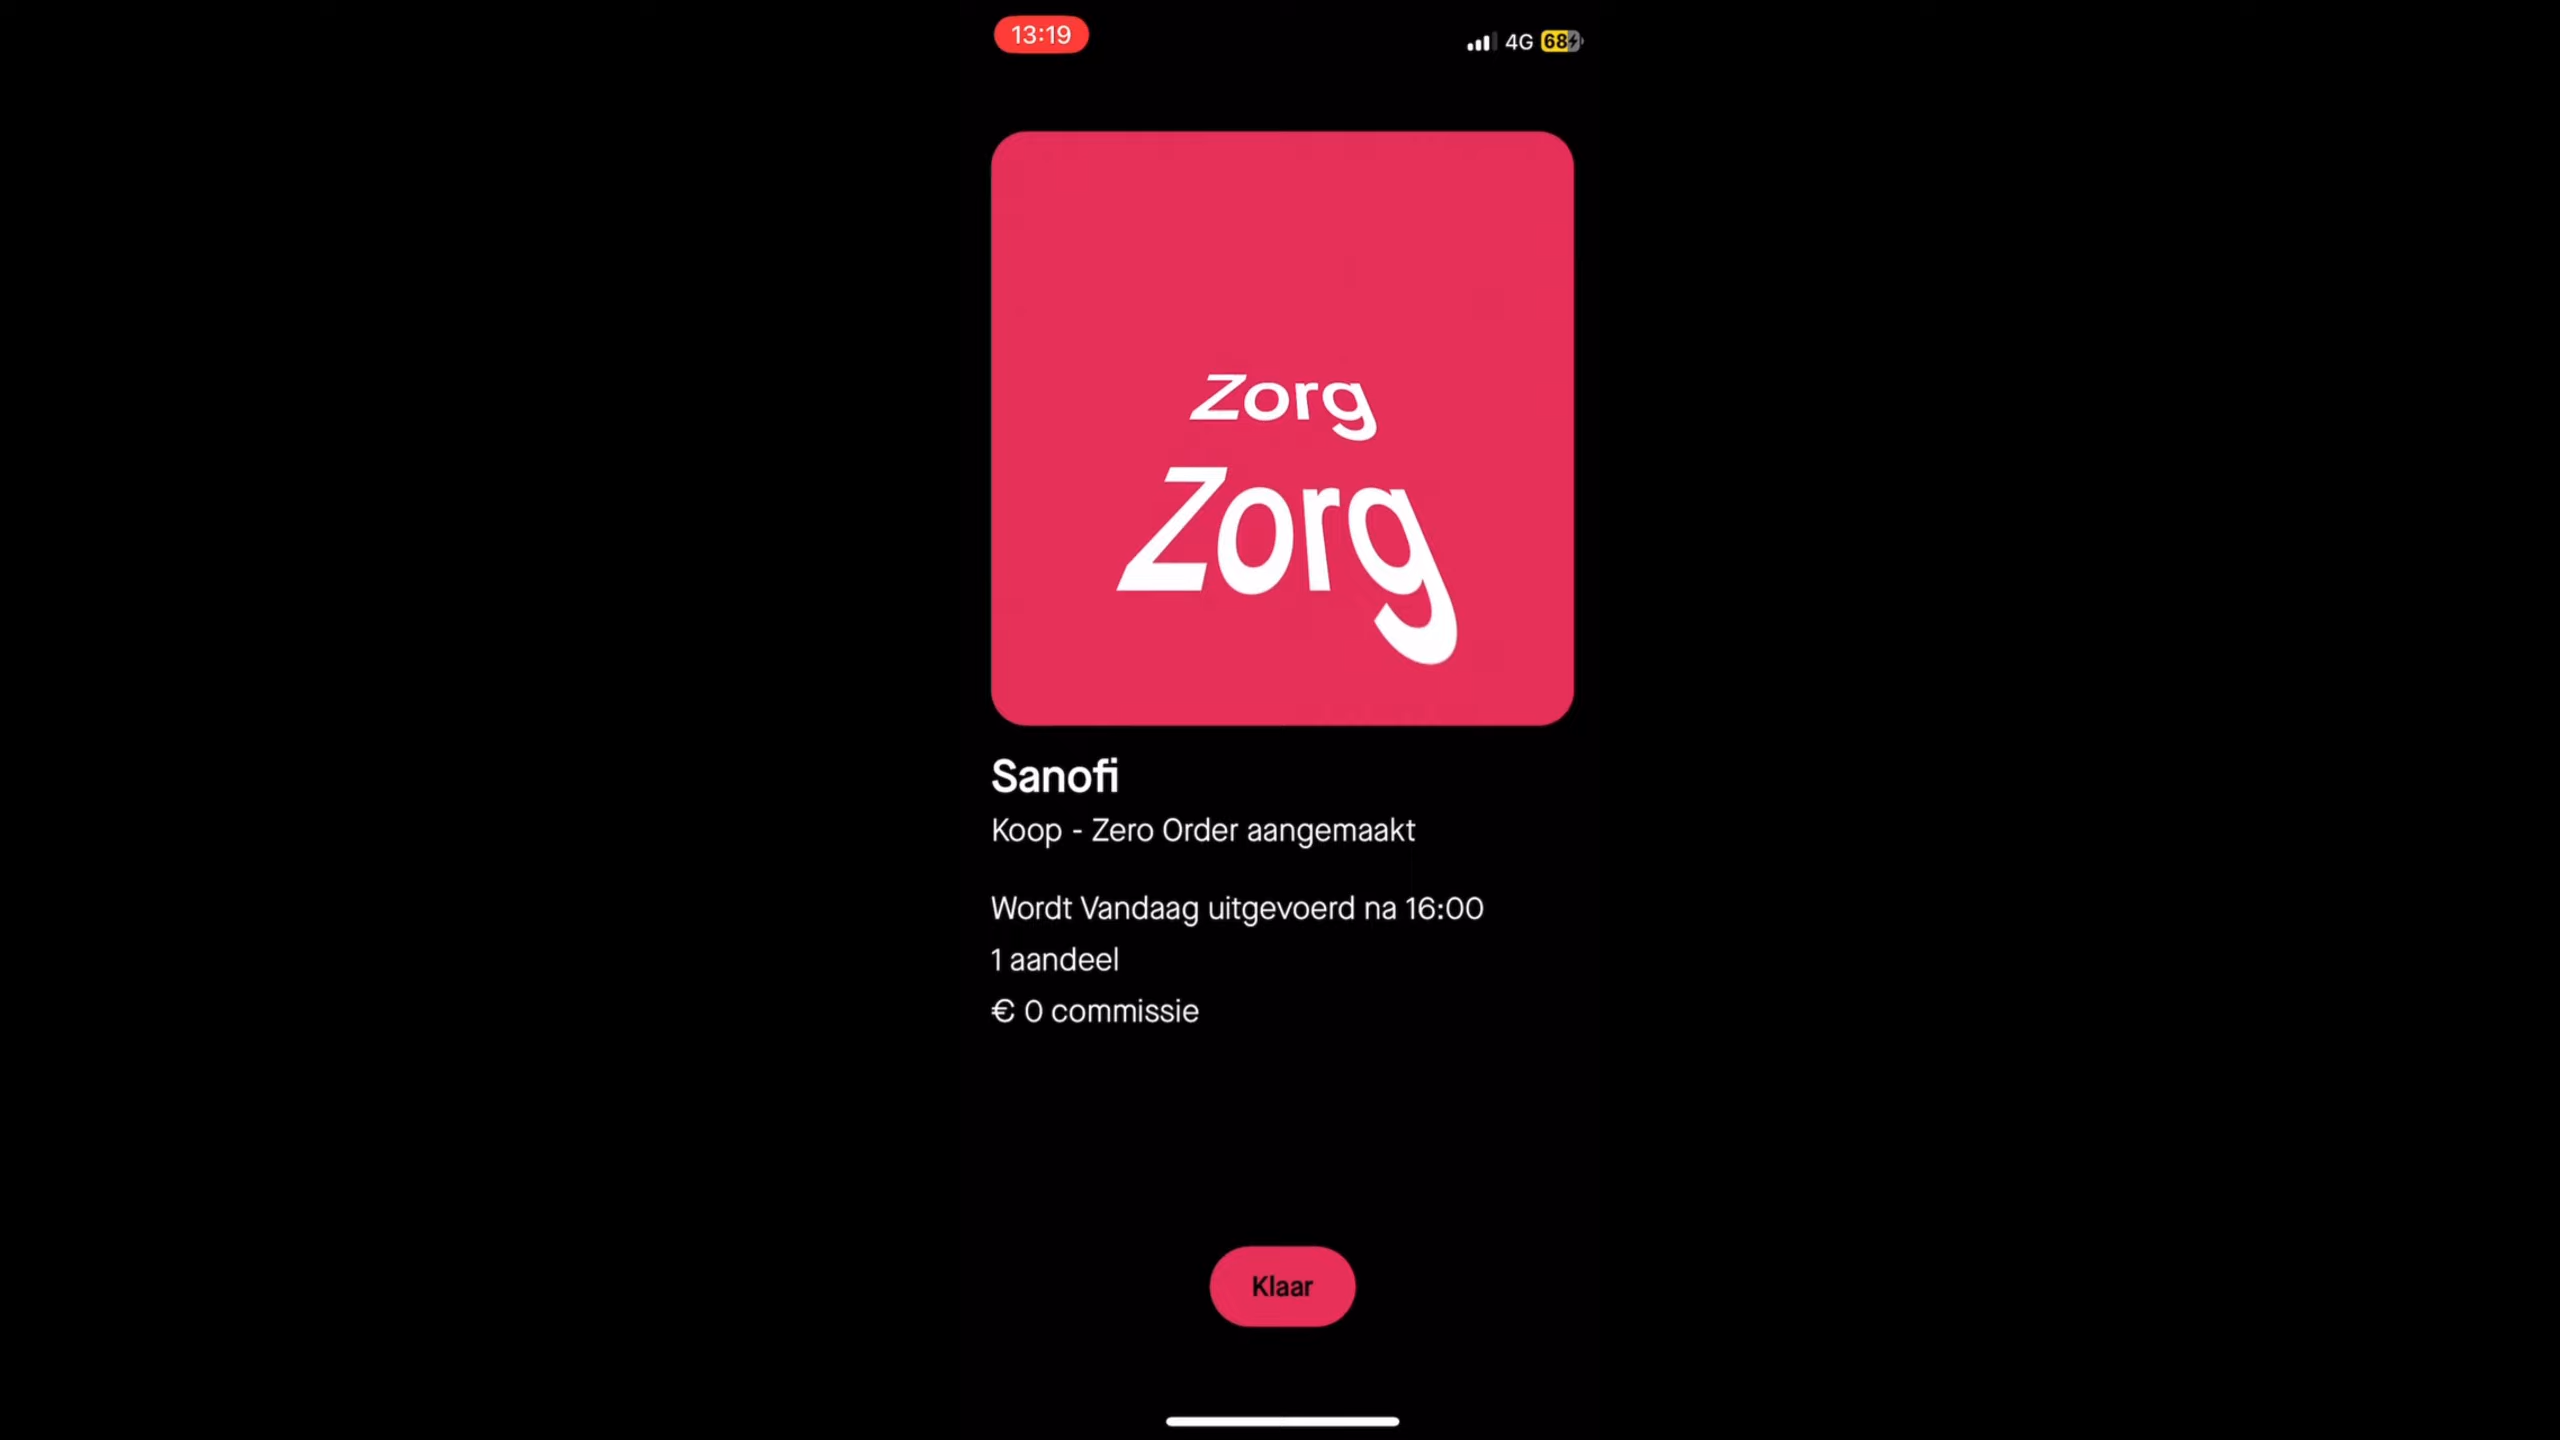 13:19
4G 68
Zorg
Zorg
Sanofi
Koop - Zero Order aangemaakt
Wordt Vandaag uitgevoerd na 16:00
1 aandeel
€ 0 commissie
Klaar